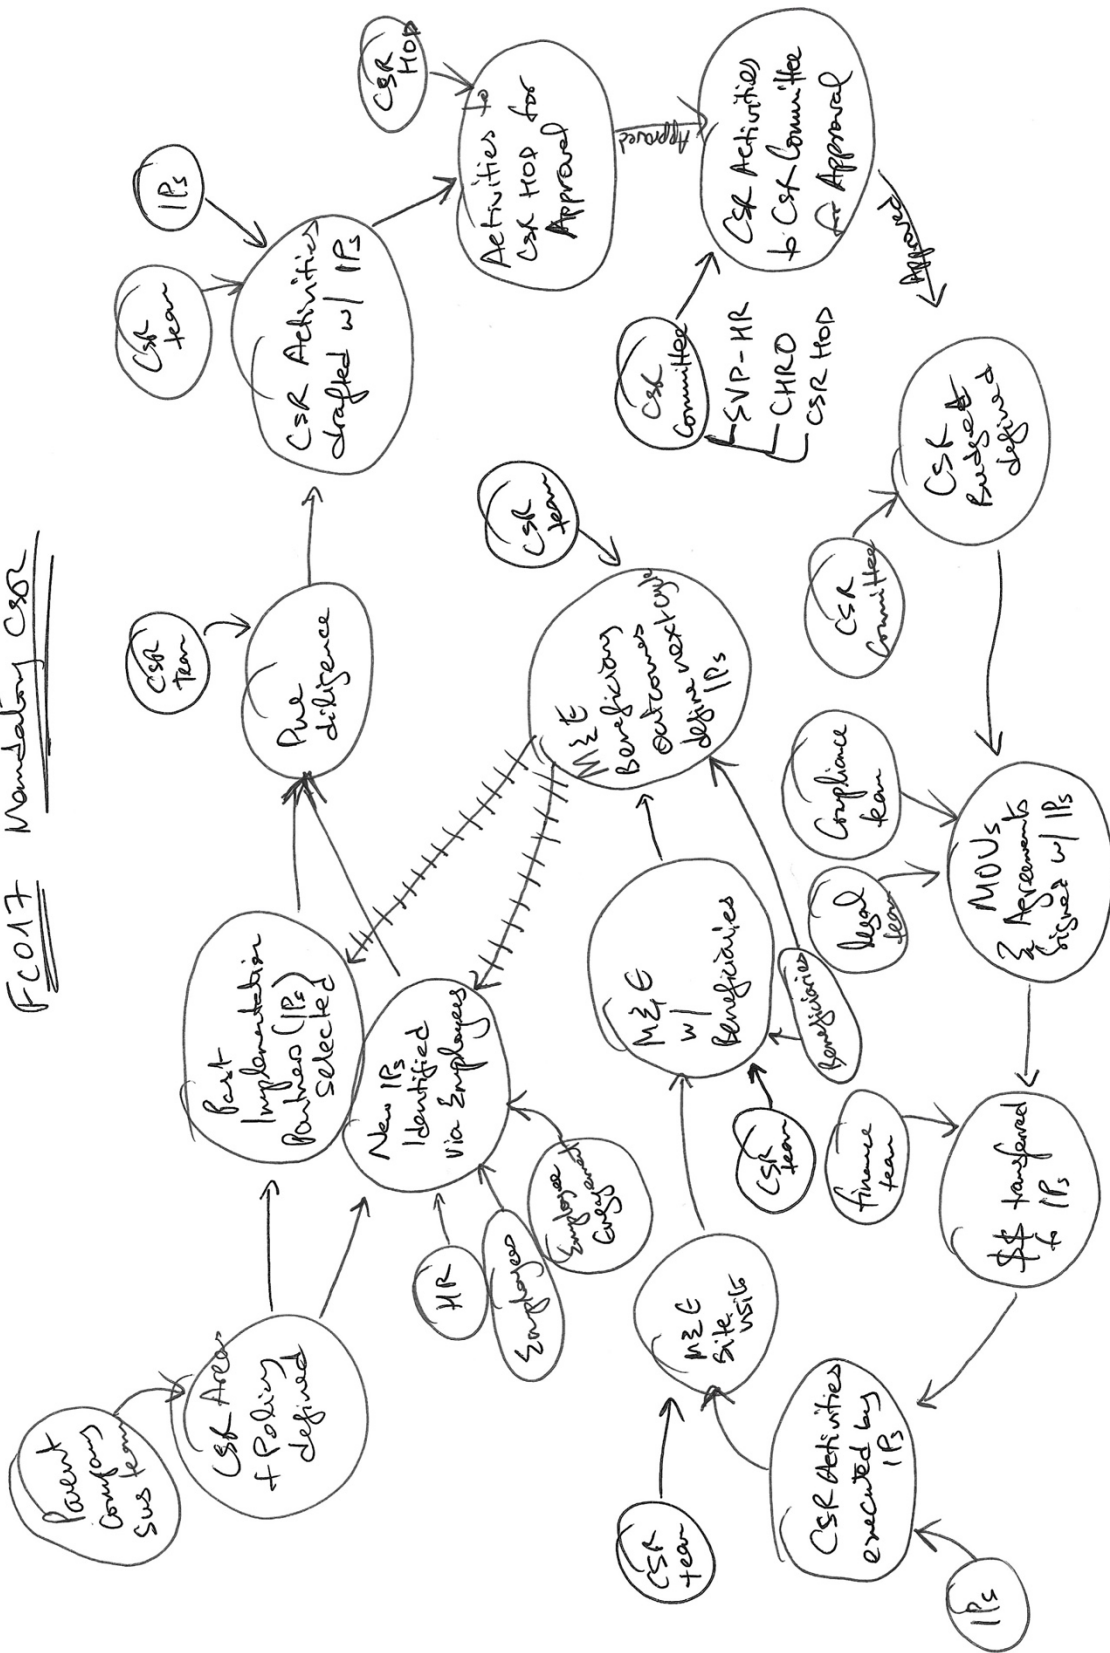 FC017 Mandatory CSR
Parent
Company
Sus team
CSR Areas
+ Policy
defined
Past
Implementation
Partners (IPs)
selected
New IPs
Identified
via Employees
HR
Employees
Employee
Engagement
CSR
team
Due
diligence
CSR
team
IPs
CSR Activities
drafted w/ IPs
CSR
HOD
Activities to
CSR HOD for
Approval
Approved
CSR
Committee
SVP-HR
CHRO
CSR HOD
CSR Activities
to CSR Committee
for Approval
Approved
CSR
Committee
CSR
Budget
defined
Compliance
team
Legal
team
MOUs
& Agreements
signed w/ IPs
Finance
team
$$ transferred
to IPs
IPs
CSR Activities
executed by
IPs
CSR
team
M&E
Site
visits
CSR
team
Beneficiaries
M&E
w/
Beneficiaries
CSR
team
M&E
Beneficiary
outcomes
define next cycle
IPs